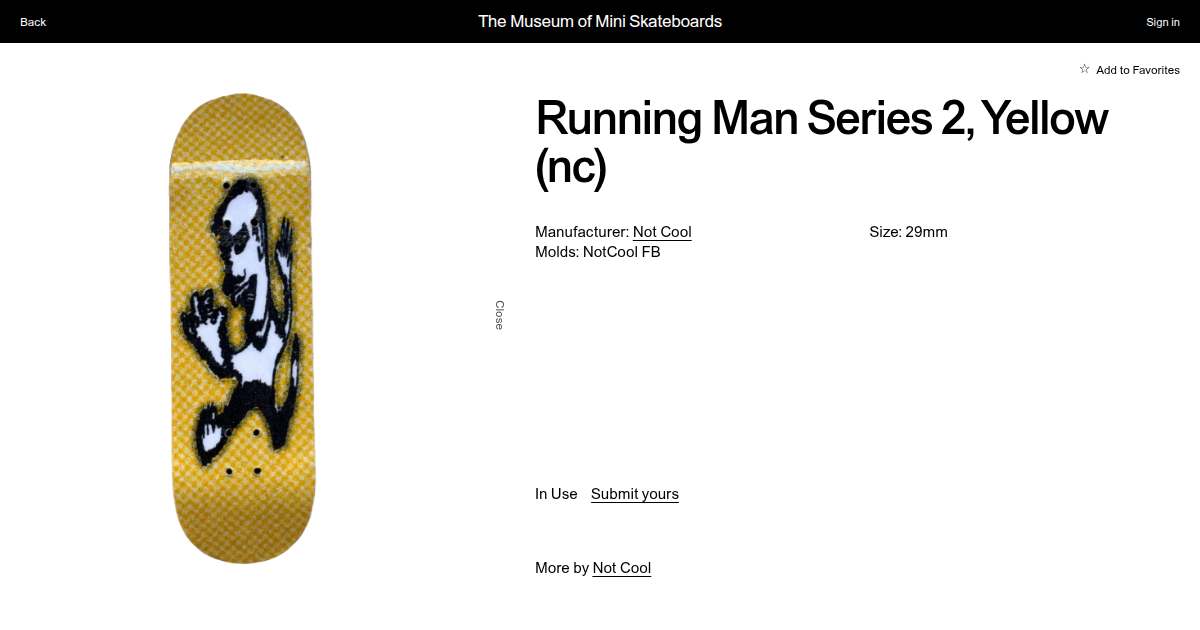 Back
The Museum of Mini Skateboards
Sign in
☆ Add to Favorites
Running Man Series 2, Yellow
(nc)
Manufacturer: Not Cool
Size: 29mm
Molds: NotCool FB
Close
In Use Submit yours
More by Not Cool